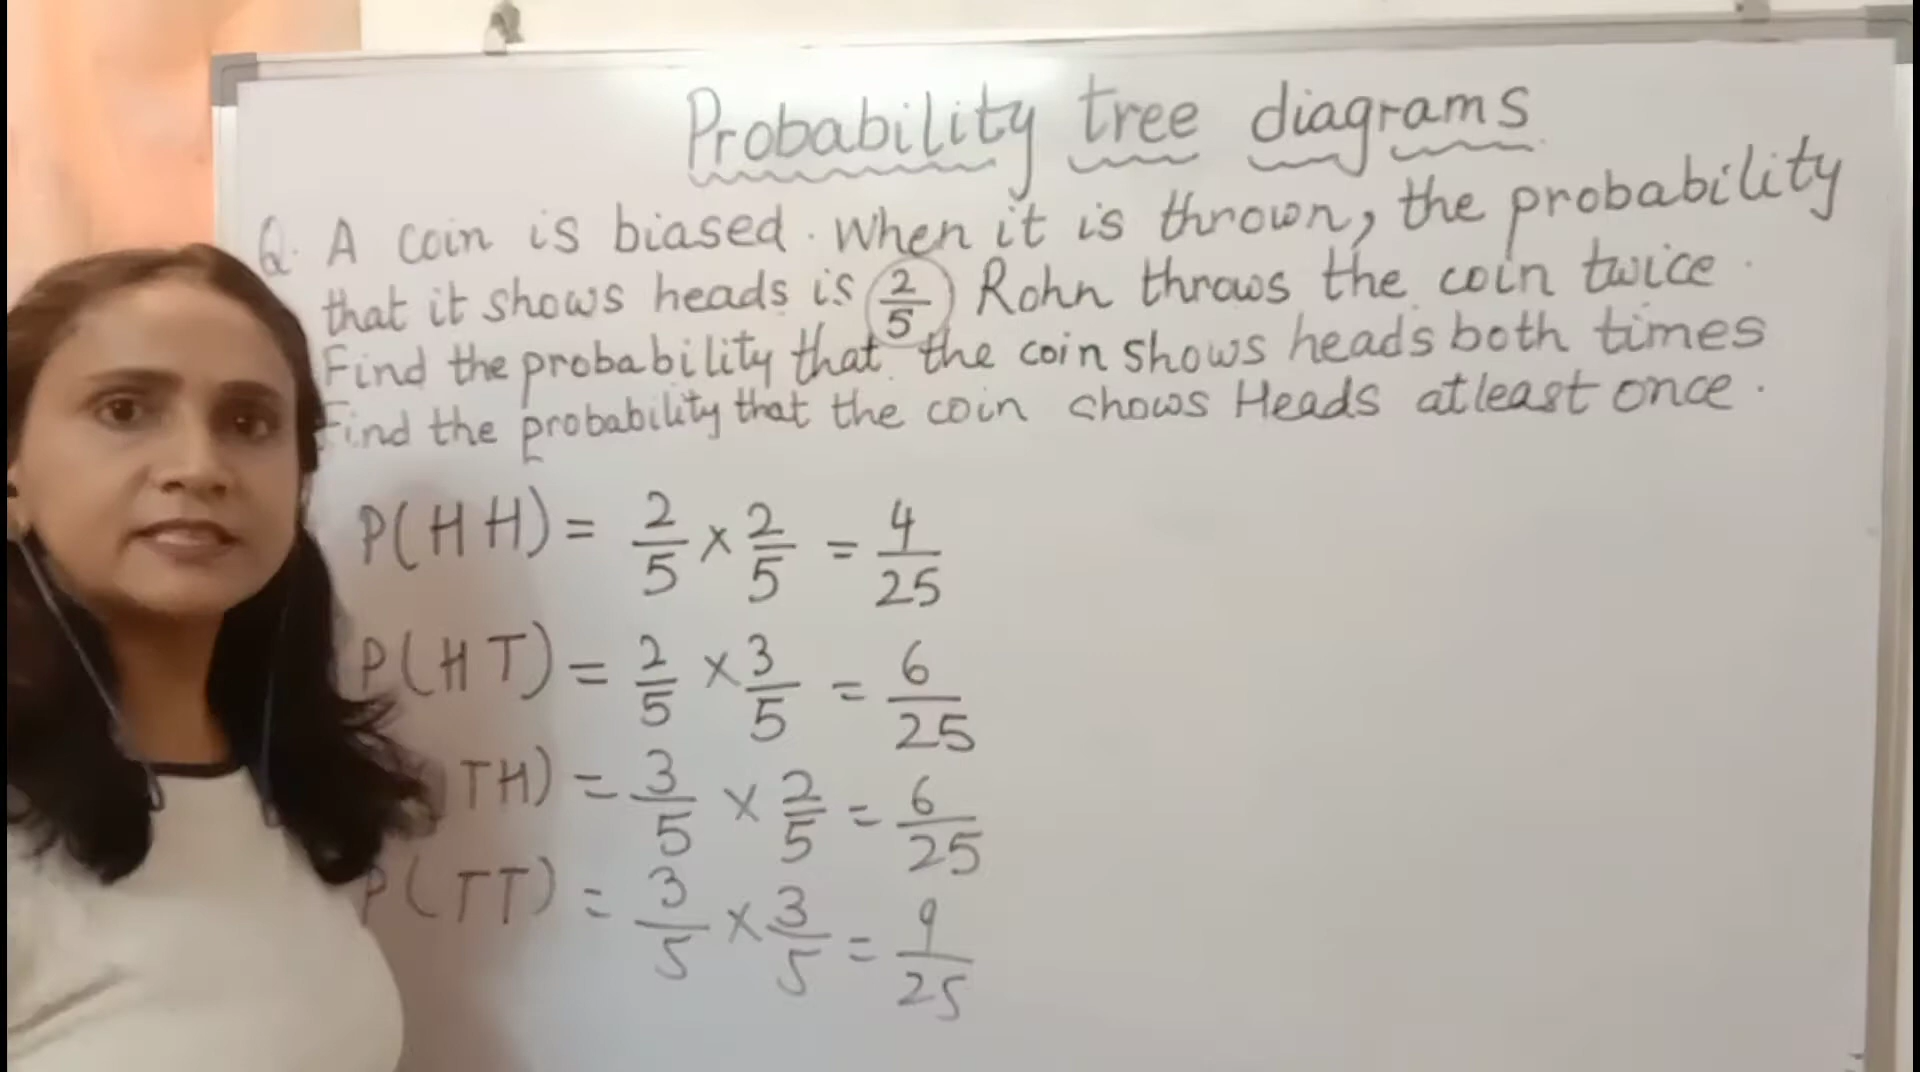 Probability tree diagrams
Q. A coin is biased. When it is thrown, the probability
that it shows heads is 2/5 Rohn throws the coin twice.
Find the probability that the coin shows heads both times
Find the probability that the coin shows Heads atleast once.
P(HH) = 2/5 × 2/5 = 4/25
P(HT) = 2/5 × 3/5 = 6/25
TH) = 3/5 × 2/5 = 6/25
P(TT) = 3/5 × 3/5 = 9/25